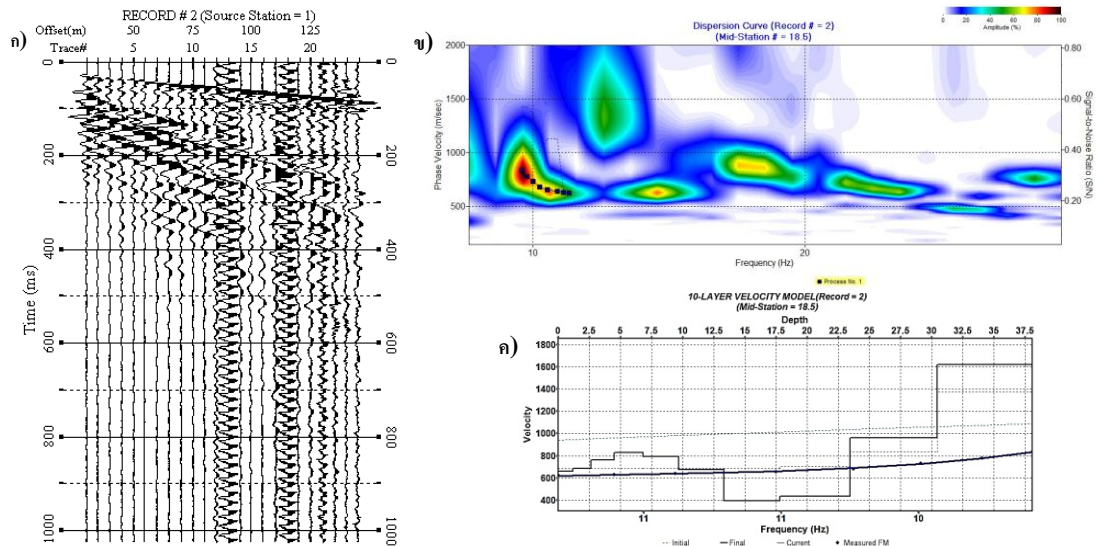 ก)
RECORD # 2 (Source Station = 1)
Offset(m) 50 75 100 125
Trace# 5 10 15 20
0 0
200 200
400 400
600 600
800 800
1000 1000
Time (ms)
ข)
Dispersion Curve (Record # = 2)
(Mid-Station # = 18.5)
0 20 40 60 80 100
Amplitude (%)
2000 0.80
1500 0.60
1000 0.40
500 0.20
Phase Velocity (m/sec)
Signal-to-Noise Ratio (S/N)
10 20
Frequency (Hz)
Process No. 1
ค)
10-LAYER VELOCITY MODEL(Record = 2)
(Mid-Station = 18.5)
Depth
0 2.5 5 7.5 10 12.5 15 17.5 20 22.5 25 27.5 30 32.5 35 37.5
1800
1600
1400
1200
1000
800
600
400
Velocity
11 11 10
Frequency (Hz)
Initial Final Current Measured FM